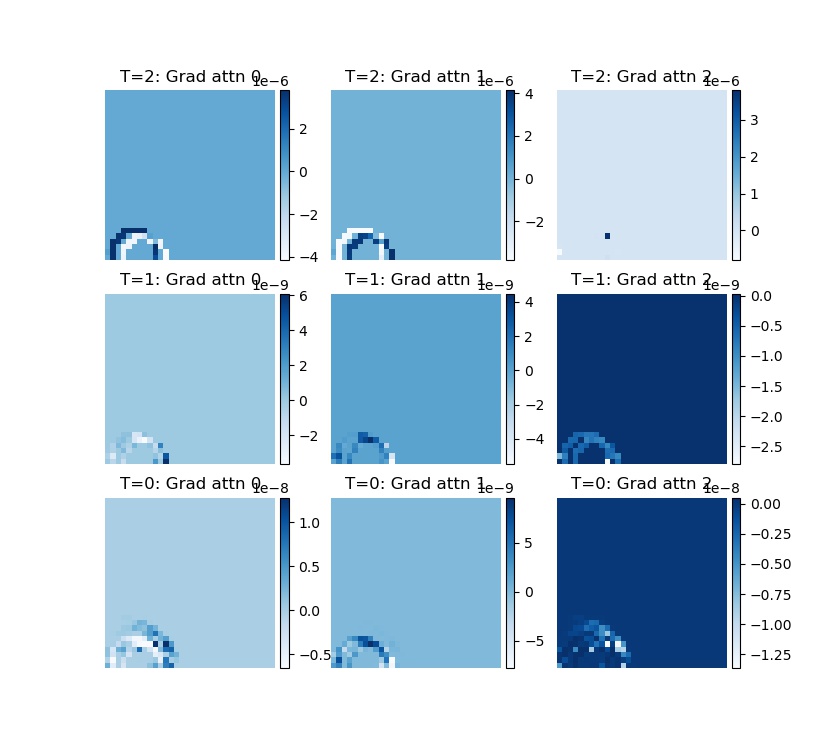 T=2: Grad attn 0
1e−6
2
0
−2
−4
T=2: Grad attn 1
1e−6
4
2
0
−2
T=2: Grad attn 2
1e−6
3
2
1
0
T=1: Grad attn 0
1e−9
6
4
2
0
−2
T=1: Grad attn 1
1e−9
4
2
0
−2
−4
T=1: Grad attn 2
1e−9
0.0
−0.5
−1.0
−1.5
−2.0
−2.5
T=0: Grad attn 0
1e−8
1.0
0.5
0.0
−0.5
T=0: Grad attn 1
1e−9
5
0
−5
T=0: Grad attn 2
1e−8
0.00
−0.25
−0.50
−0.75
−1.00
−1.25